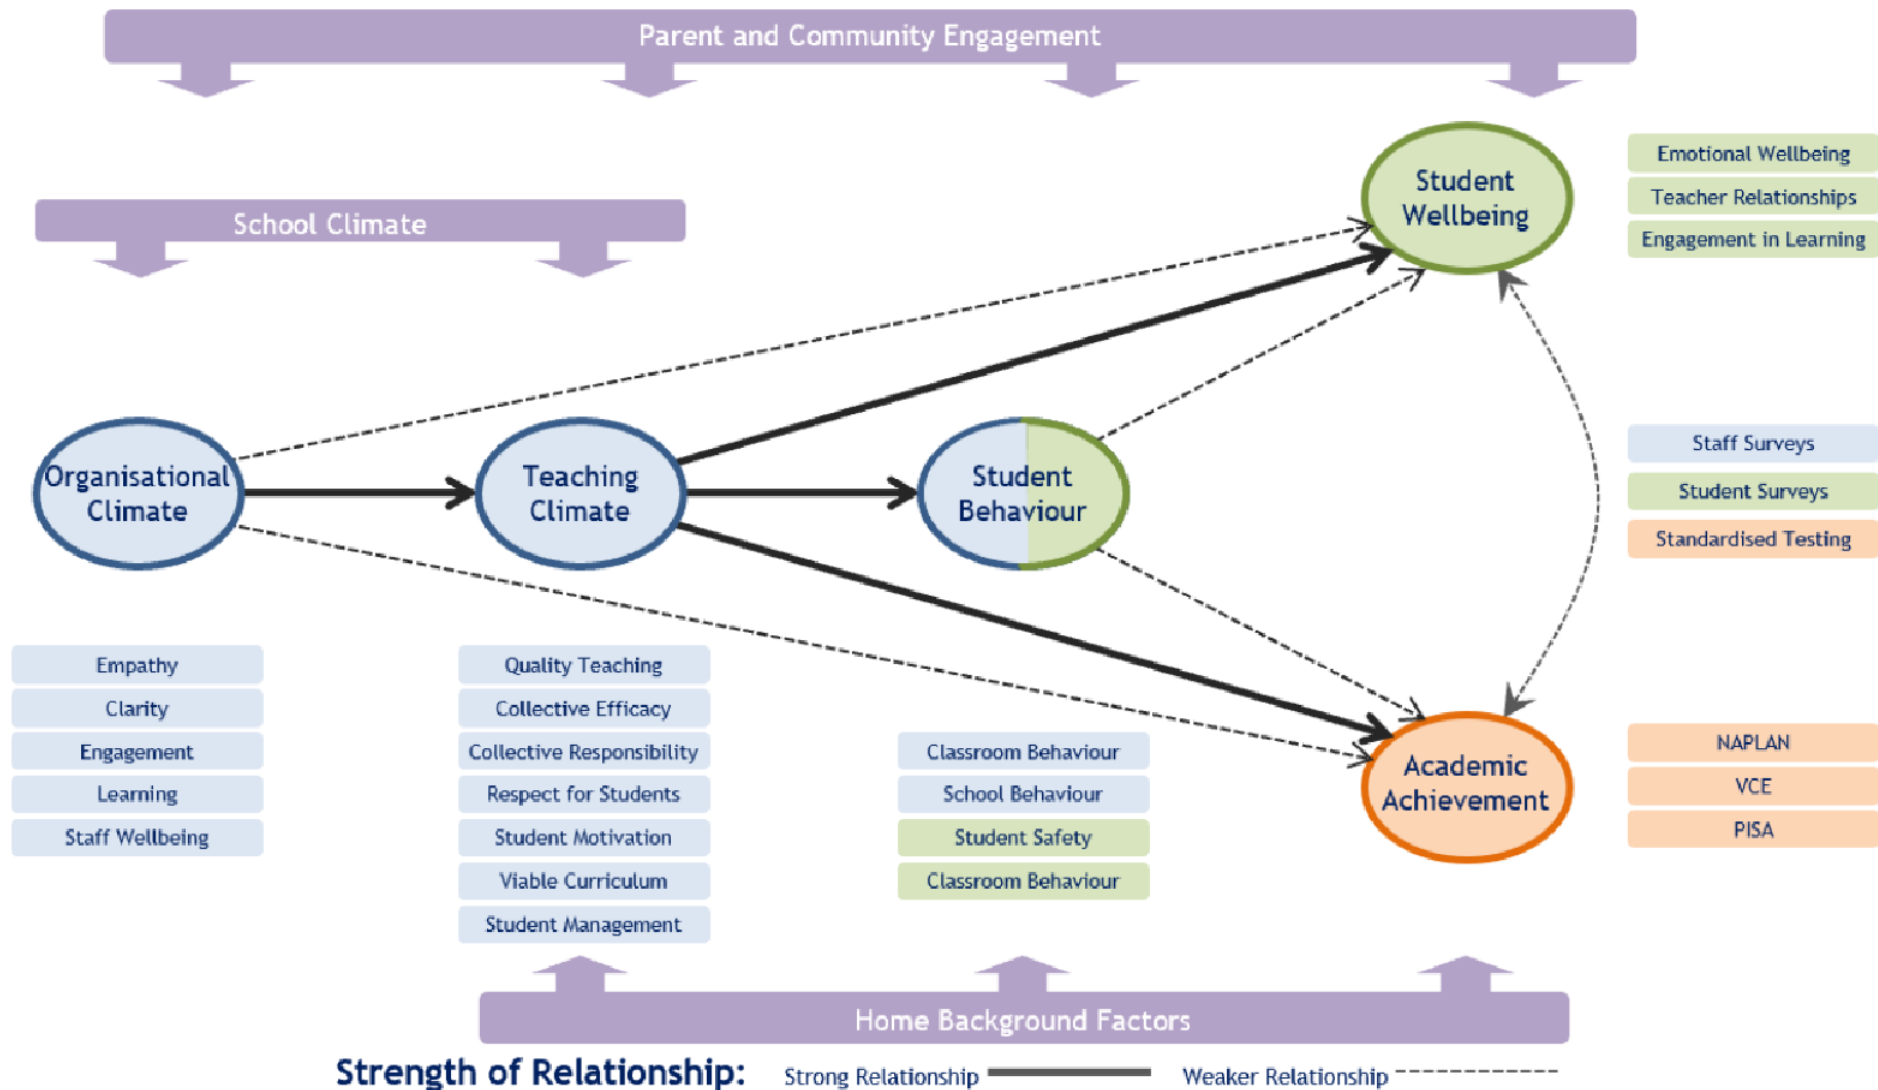 Parent and Community Engagement
School Climate
Student
Wellbeing
Emotional Wellbeing
Teacher Relationships
Engagement in Learning
Organisational
Climate
Teaching
Climate
Student
Behaviour
Staff Surveys
Student Surveys
Standardised Testing
Empathy
Clarity
Engagement
Learning
Staff Wellbeing
Quality Teaching
Collective Efficacy
Collective Responsibility
Respect for Students
Student Motivation
Viable Curriculum
Student Management
Classroom Behaviour
School Behaviour
Student Safety
Classroom Behaviour
Academic
Achievement
NAPLAN
VCE
PISA
Home Background Factors
Strength of Relationship: Strong Relationship Weaker Relationship